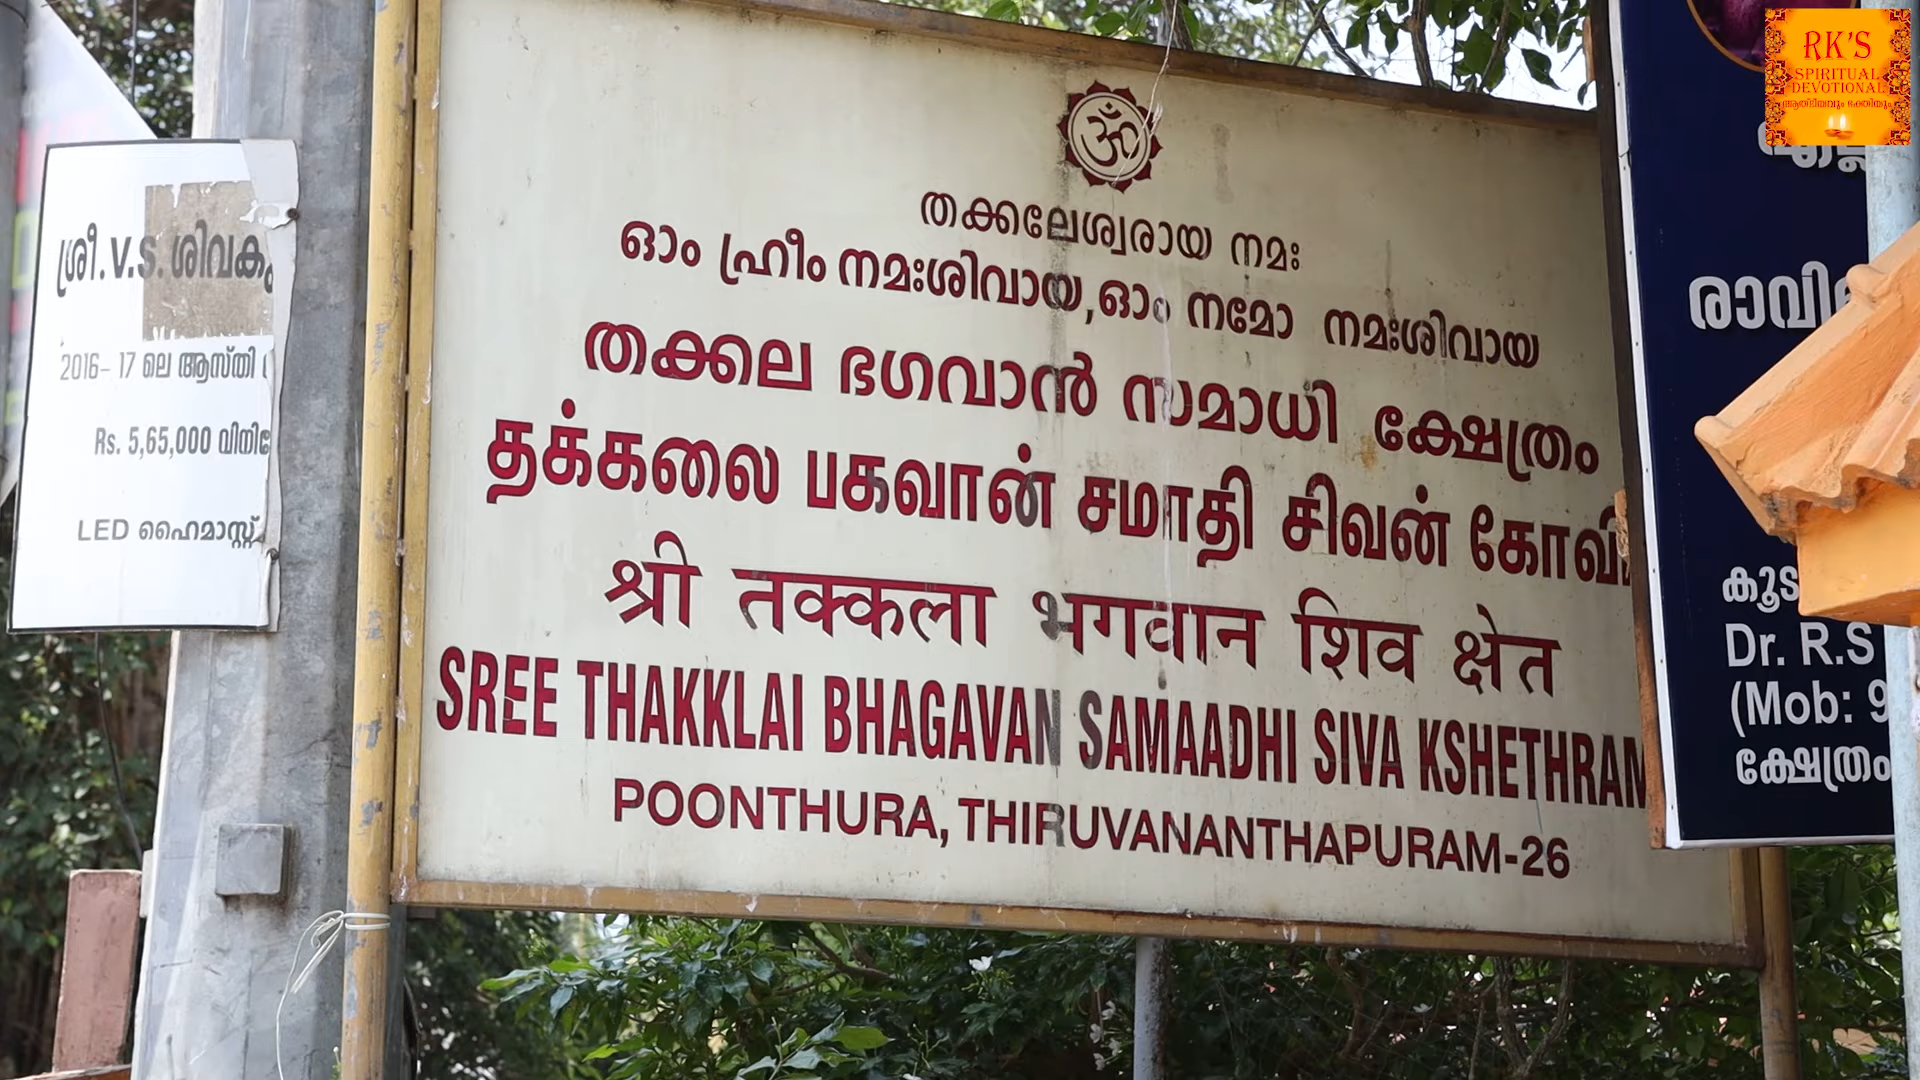 ॐ
തക്കലേശ്വരായ നമഃ
ഓം ഹ്രീം നമഃശിവായ, ഓം നമോ നമഃശിവായ
തക്കല ഭഗവാൻ സമാധി ക്ഷേത്രം
தக்கலை பகவான் சமாதி சிவன்
श्री तक्कला भगवान शिव क्षेत
SREE THAKKLAI BHAGAVAN SAMAADHI SIVA KSHETHRAM
POONTHURA, THIRUVANANTHAPURAM-26
ശ്രീ. V.S.
2016-17 ലെ ആസ്തി
Rs. 5,65,000
LED ഹൈമാസ്റ്റ്
Dr. R.S
(Mob: 9
ക്ഷേത്രം
RK'S
SPIRITUAL
DEVOTIONAL